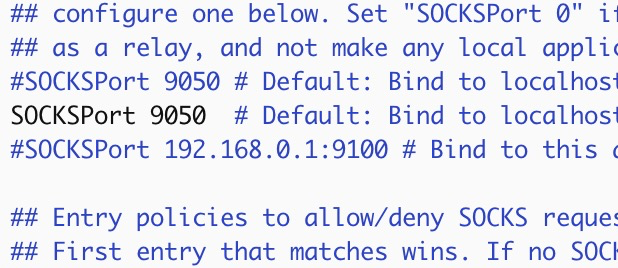 ## configure one below. Set "SOCKSPort 0" if
## as a relay, and not make any local applic
#SOCKSPort 9050 # Default: Bind to localhost
SOCKSPort 9050  # Default: Bind to localhost
#SOCKSPort 192.168.0.1:9100 # Bind to this a
## Entry policies to allow/deny SOCKS reques
## First entry that matches wins. If no SOCK